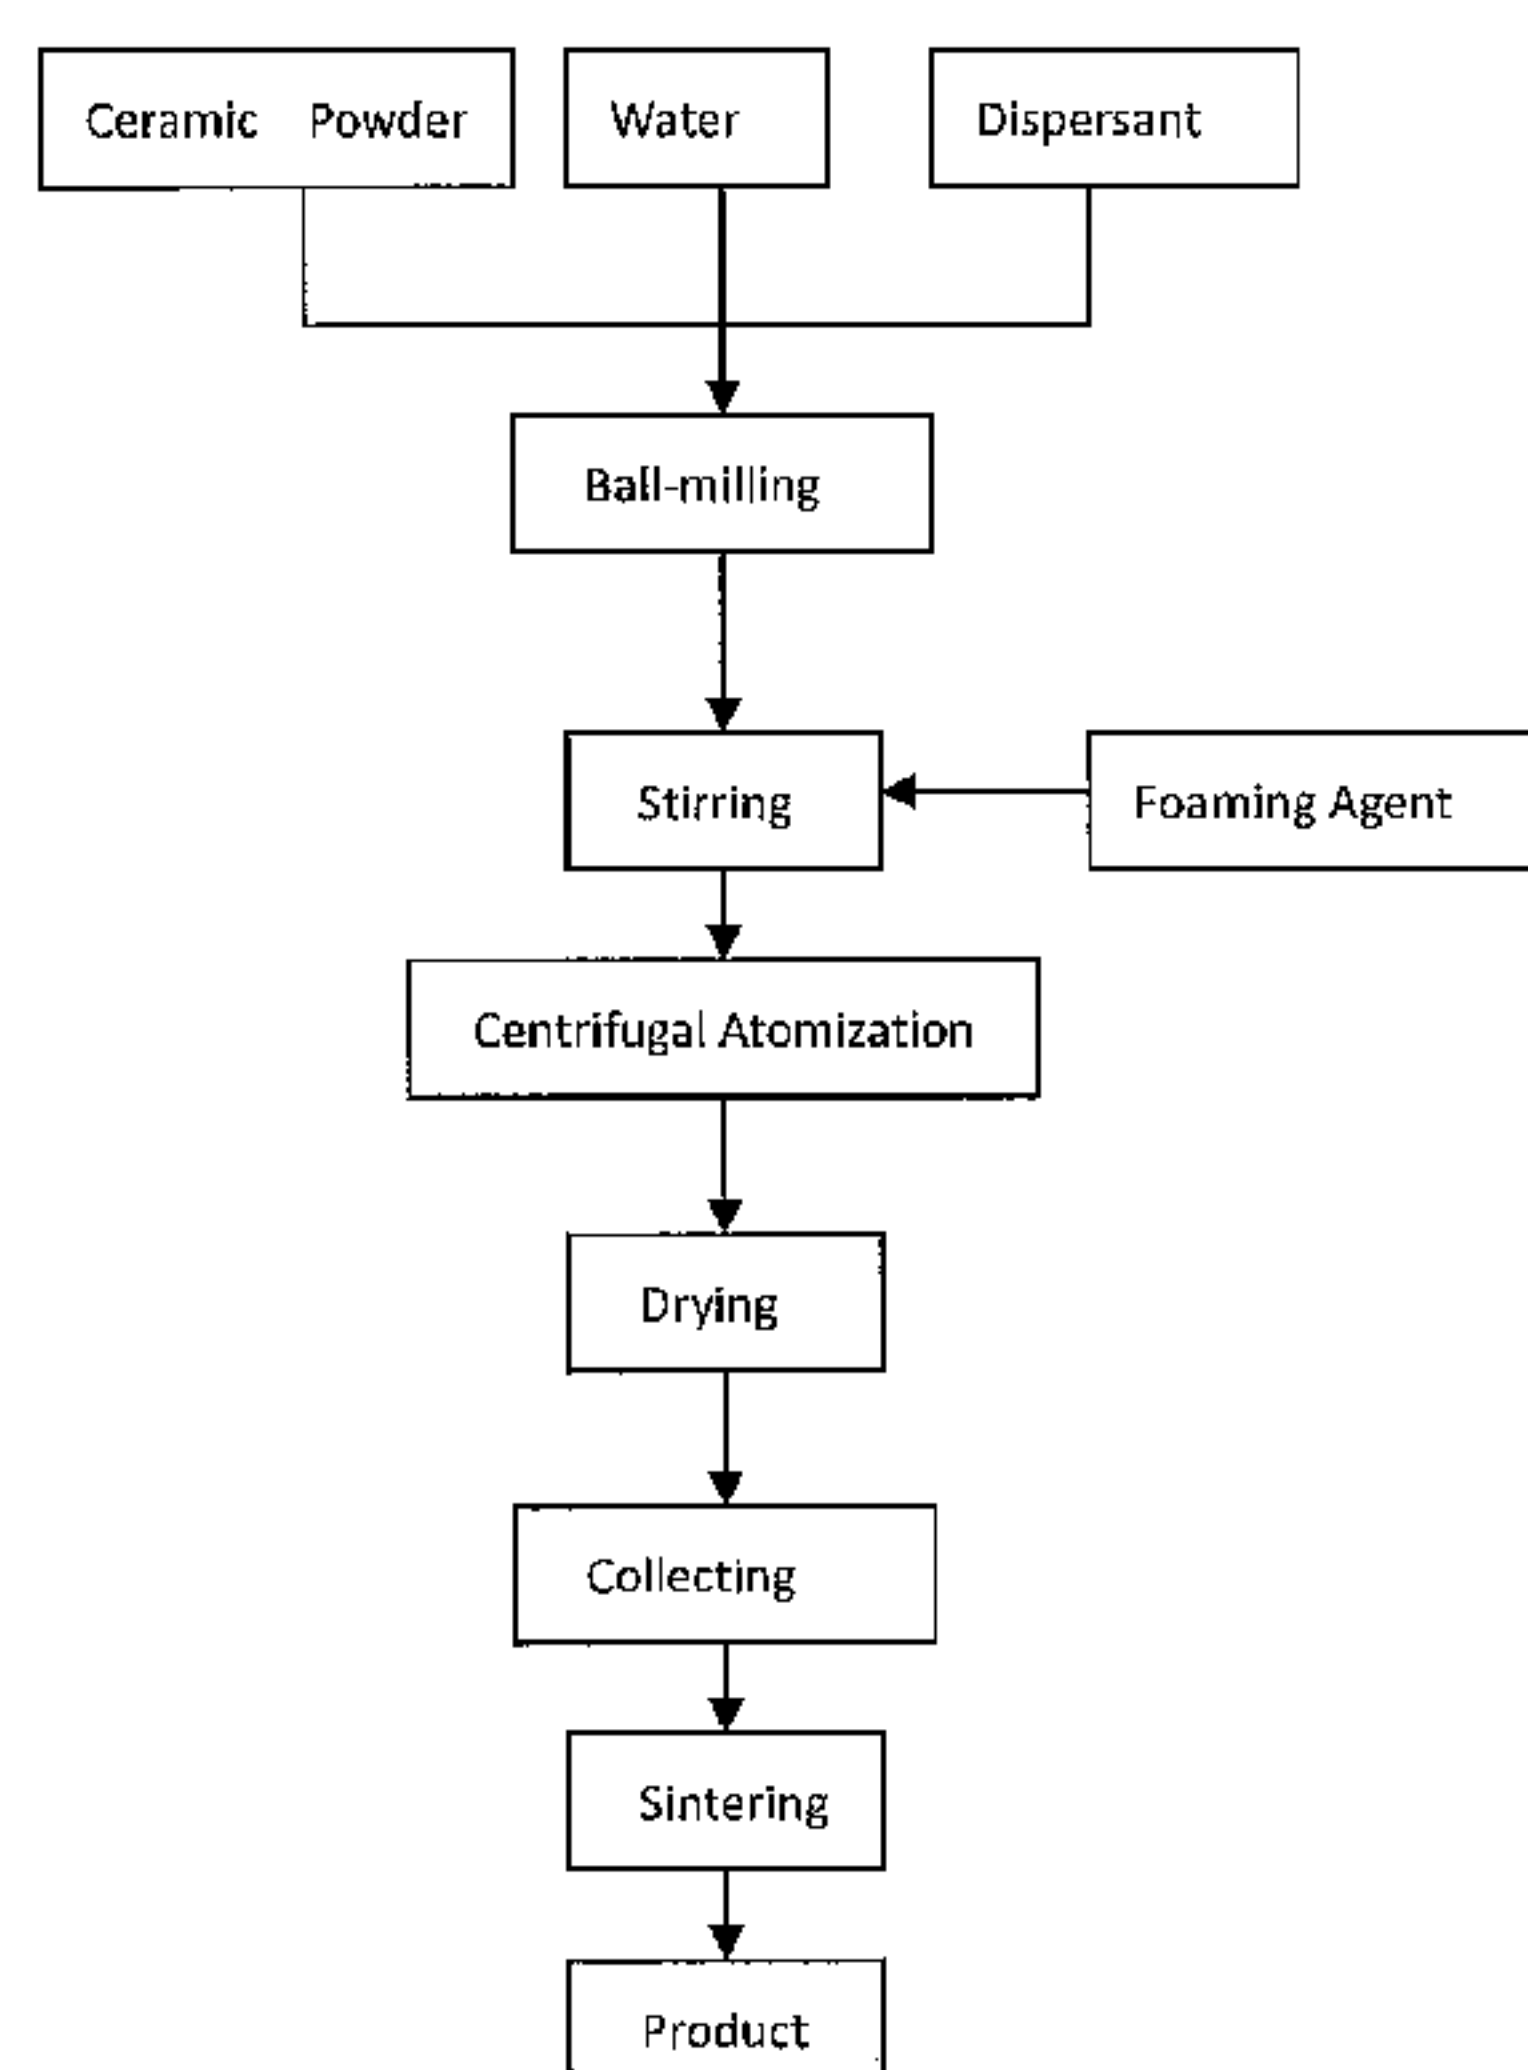 Ceramic Powder
Water
Dispersant
Ball-milling
Stirring
Foaming Agent
Centrifugal Atomization
Drying
Collecting
Sintering
Product